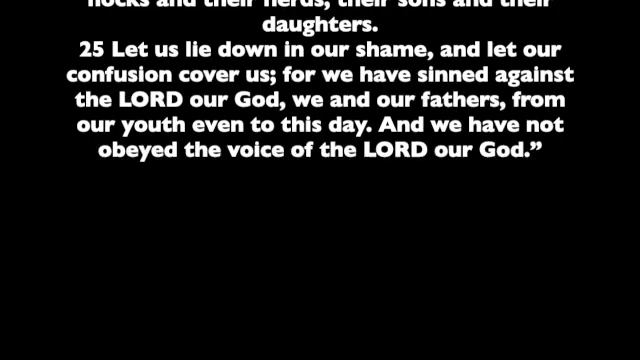 flocks and their herds, their sons and their
daughters.
25 Let us lie down in our shame, and let our
confusion cover us; for we have sinned against
the LORD our God, we and our fathers, from
our youth even to this day. And we have not
obeyed the voice of the LORD our God.”